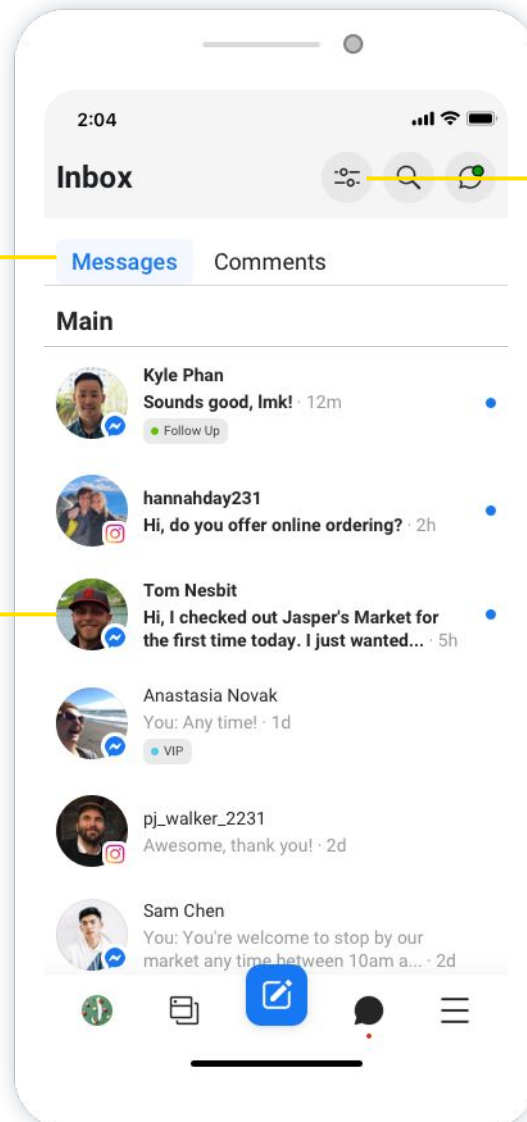 2:04
Inbox
Messages Comments
Main
Kyle Phan
Sounds good, lmk! · 12m
Follow Up
hannahday231
Hi, do you offer online ordering? · 2h
Tom Nesbit
Hi, I checked out Jasper's Market for
the first time today. I just wanted... · 5h
Anastasia Novak
You: Any time! · 1d
VIP
pj_walker_2231
Awesome, thank you! · 2d
Sam Chen
You: You're welcome to stop by our
market any time between 10am a... · 2d